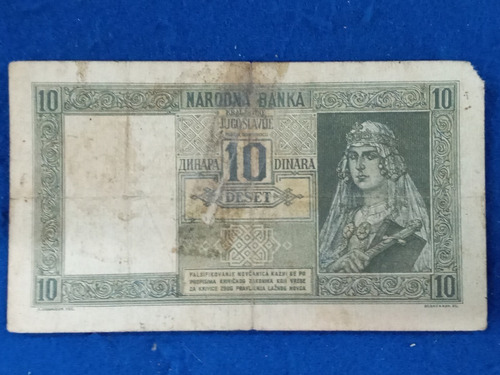 10 10
NARODNA BANKA
JUGOSLAVIJE
ДИНАРА 10 DINARA
DESET
FALSIFIKOVANJE NOVČANICA KAZNI SE PO
PROPISIMA KRIVIČNOG ZAKONIKA KOJI VREDE
ZA KRIVICE ZBOG PRAVLJENJA LAŽNOG NOVCA
10 10